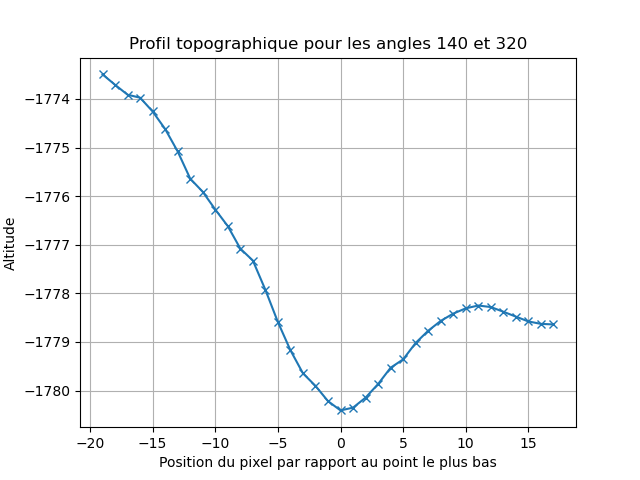 Profil topographique pour les angles 140 et 320
−1774
−1775
−1776
−1777
−1778
−1779
−1780
Altitude
−20 −15 −10 −5 0 5 10 15
Position du pixel par rapport au point le plus bas